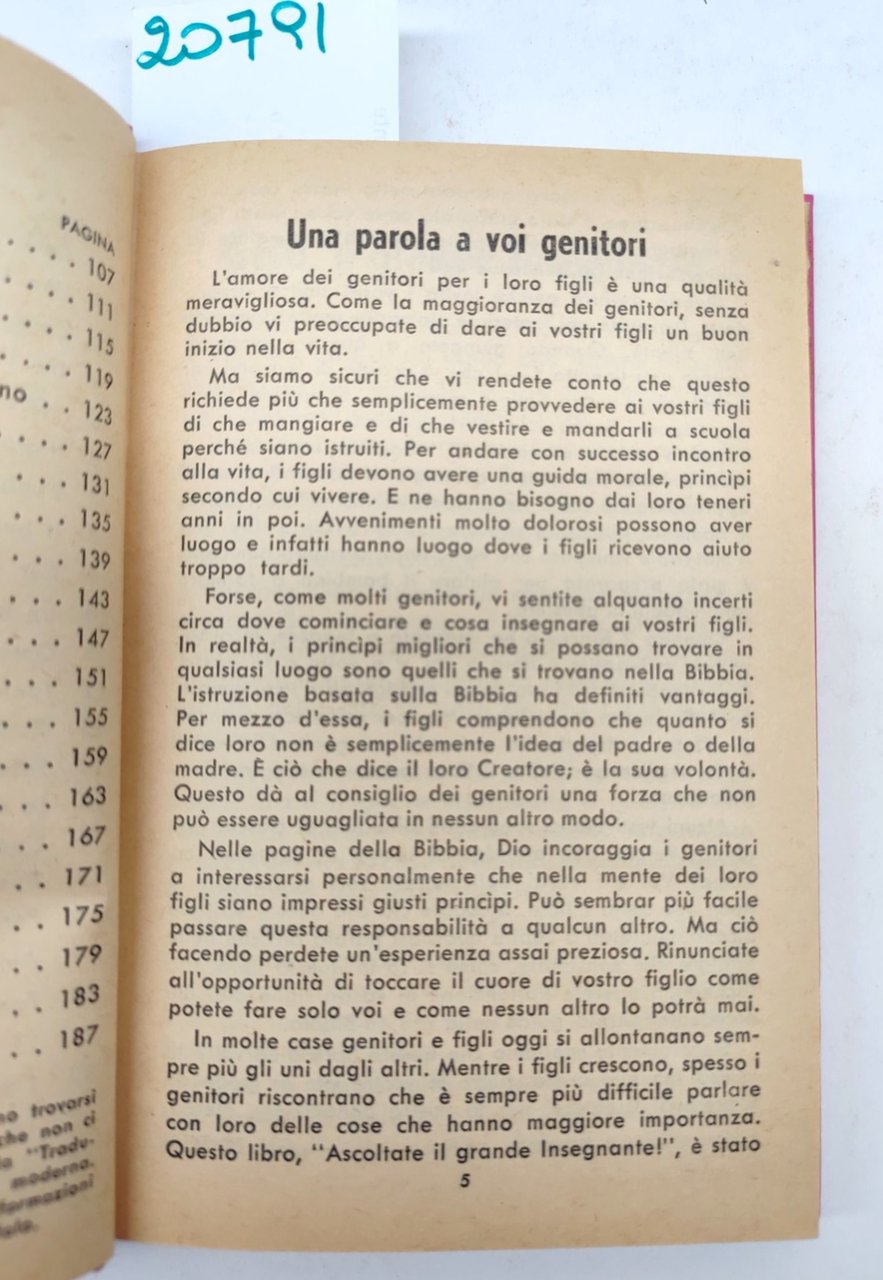 20791
PAGINA
. . . . 107
. . . . 111
. . . . 115
. . . . 119
no . . 123
. . . 127
. . . 131
. . . 135
. . . 139
. . . . 143
. . . 147
. . . . 151
. . . . 155
. . . . 159
. . . 163
. . . 167
. . . 171
. . 175
. . 179
. . 183
. . 187
no trovarsi
che non ci
"Tradu-
moderno.
formazioni
Una parola a voi genitori
L'amore dei genitori per i loro figli è una qualità
meravigliosa. Come la maggioranza dei genitori, senza
dubbio vi preoccupate di dare ai vostri figli un buon
inizio nella vita.
Ma siamo sicuri che vi rendete conto che questo
richiede più che semplicemente provvedere ai vostri figli
di che mangiare e di che vestire e mandarli a scuola
perché siano istruiti. Per andare con successo incontro
alla vita, i figli devono avere una guida morale, princìpi
secondo cui vivere. E ne hanno bisogno dai loro teneri
anni in poi. Avvenimenti molto dolorosi possono aver
luogo e infatti hanno luogo dove i figli ricevono aiuto
troppo tardi.
Forse, come molti genitori, vi sentite alquanto incerti
circa dove cominciare e cosa insegnare ai vostri figli.
In realtà, i princìpi migliori che si possano trovare in
qualsiasi luogo sono quelli che si trovano nella Bibbia.
L'istruzione basata sulla Bibbia ha definiti vantaggi.
Per mezzo d'essa, i figli comprendono che quanto si
dice loro non è semplicemente l'idea del padre o della
madre. È ciò che dice il loro Creatore; è la sua volontà.
Questo dà al consiglio dei genitori una forza che non
può essere uguagliata in nessun altro modo.
Nelle pagine della Bibbia, Dio incoraggia i genitori
a interessarsi personalmente che nella mente dei loro
figli siano impressi giusti princìpi. Può sembrar più facile
passare questa responsabilità a qualcun altro. Ma ciò
facendo perdete un'esperienza assai preziosa. Rinunciate
all'opportunità di toccare il cuore di vostro figlio come
potete fare solo voi e come nessun altro lo potrà mai.
In molte case genitori e figli oggi si allontanano sem-
pre più gli uni dagli altri. Mentre i figli crescono, spesso i
genitori riscontrano che è sempre più difficile parlare
con loro delle cose che hanno maggiore importanza.
Questo libro, "Ascoltate il grande Insegnante!", è stato
5